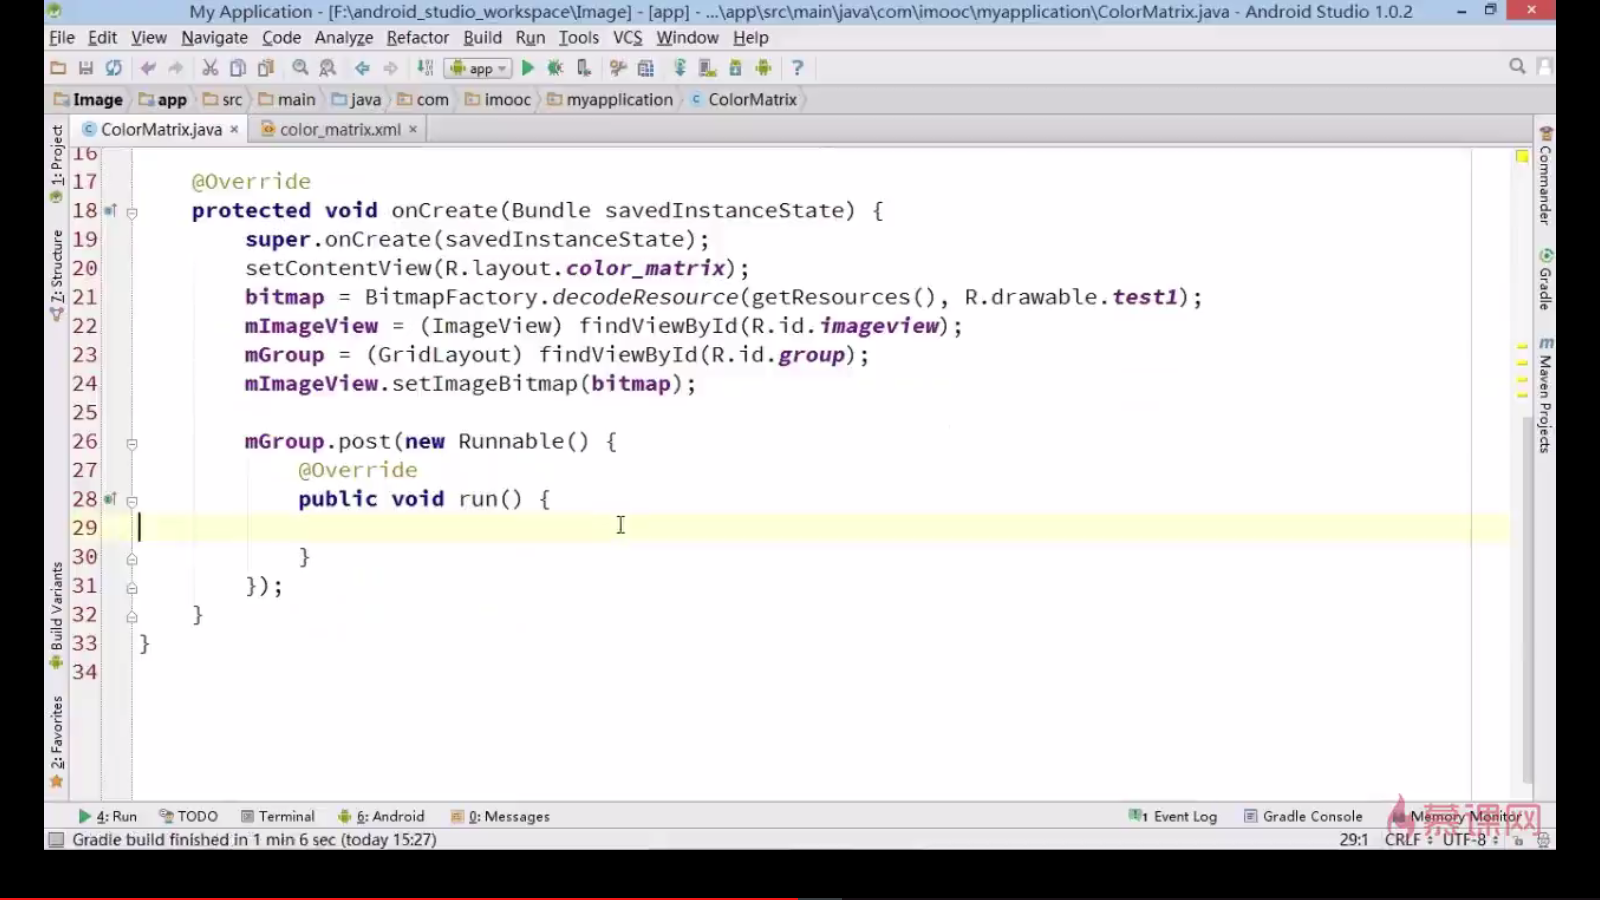 My Application - [F:\android_studio_workspace\Image] - [app] - ...\app\src\main\java\com\imooc\myapplication\ColorMatrix.java - Android Studio 1.0.2
File Edit View Navigate Code Analyze Refactor Build Run Tools VCS Window Help
app
Image app src main java com imooc myapplication ColorMatrix
ColorMatrix.java color_matrix.xml
1: Project
7: Structure
Build Variants
2: Favorites
16
17 @Override
18 protected void onCreate(Bundle savedInstanceState) {
19 super.onCreate(savedInstanceState);
20 setContentView(R.layout.color_matrix);
21 bitmap = BitmapFactory.decodeResource(getResources(), R.drawable.test1);
22 mImageView = (ImageView) findViewById(R.id.imageview);
23 mGroup = (GridLayout) findViewById(R.id.group);
24 mImageView.setImageBitmap(bitmap);
25
26 mGroup.post(new Runnable() {
27 @Override
28 public void run() {
29
30 }
31 });
32 }
33 }
34
Commander
Gradle
Maven Projects
4: Run TODO Terminal 6: Android 0: Messages 1 Event Log Gradle Console Memory Monitor
慕课网
Gradle build finished in 1 min 6 sec (today 15:27) 29:1 CRLF UTF-8